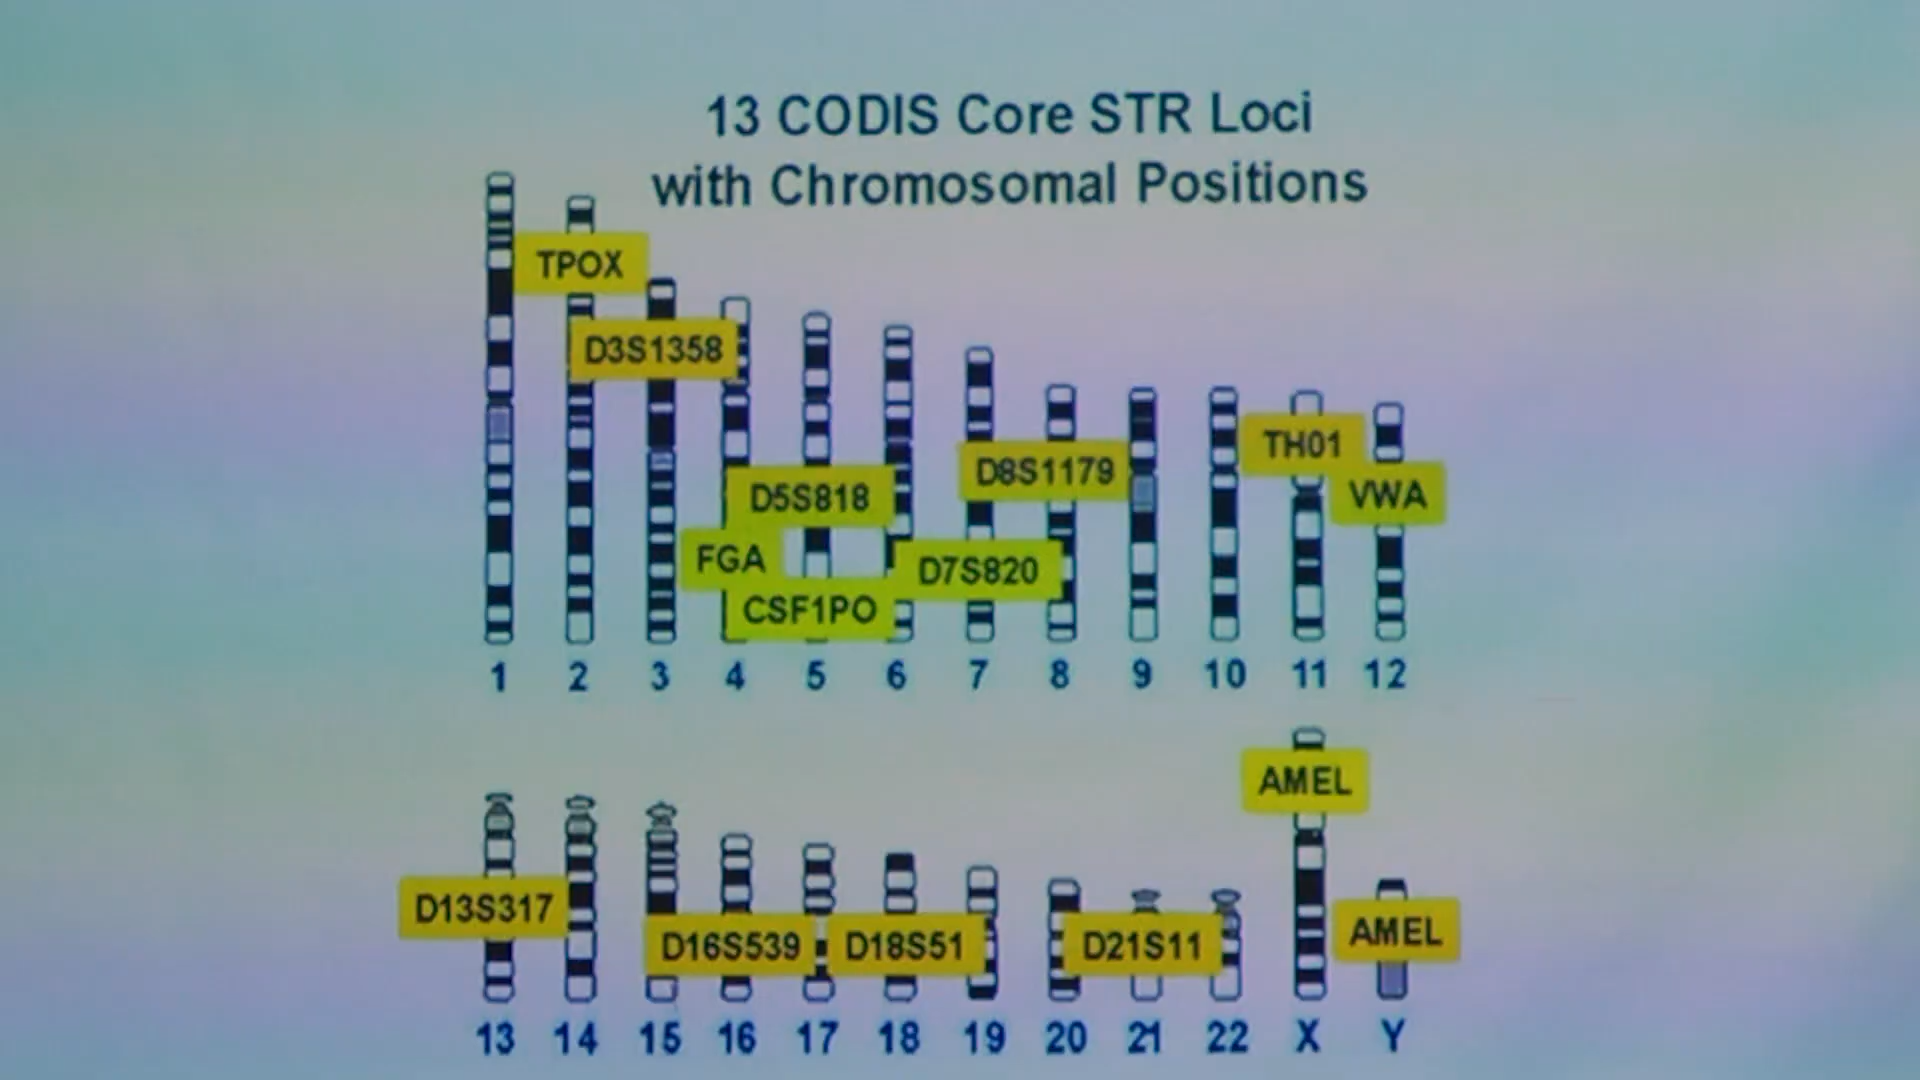 13 CODIS Core STR Loci
with Chromosomal Positions
TPOX
D3S1358
TH01
D8S1179
VWA
D5S818
FGA
D7S820
CSF1PO
1 2 3 4 5 6 7 8 9 10 11 12
AMEL
D13S317
AMEL
D16S539
D18S51
D21S11
13 14 15 16 17 18 19 20 21 22 X Y